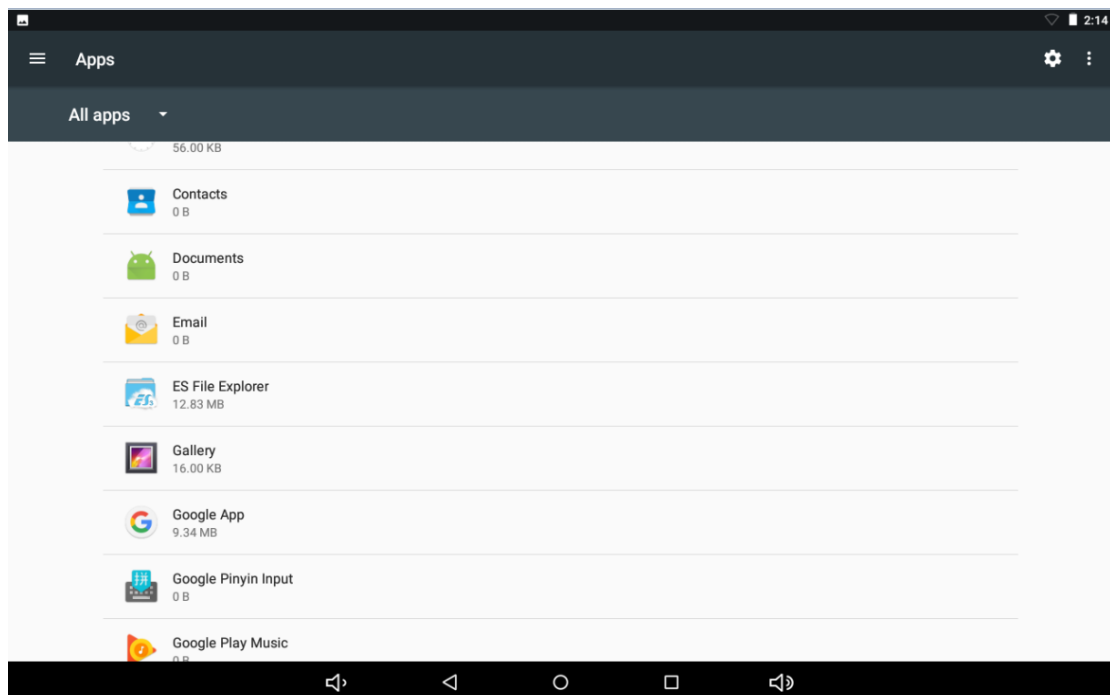 2:14
Apps
All apps
56.00 KB
Contacts
0 B
Documents
0 B
Email
0 B
ES File Explorer
12.83 MB
Gallery
16.00 KB
Google App
9.34 MB
Google Pinyin Input
0 B
Google Play Music
0 B